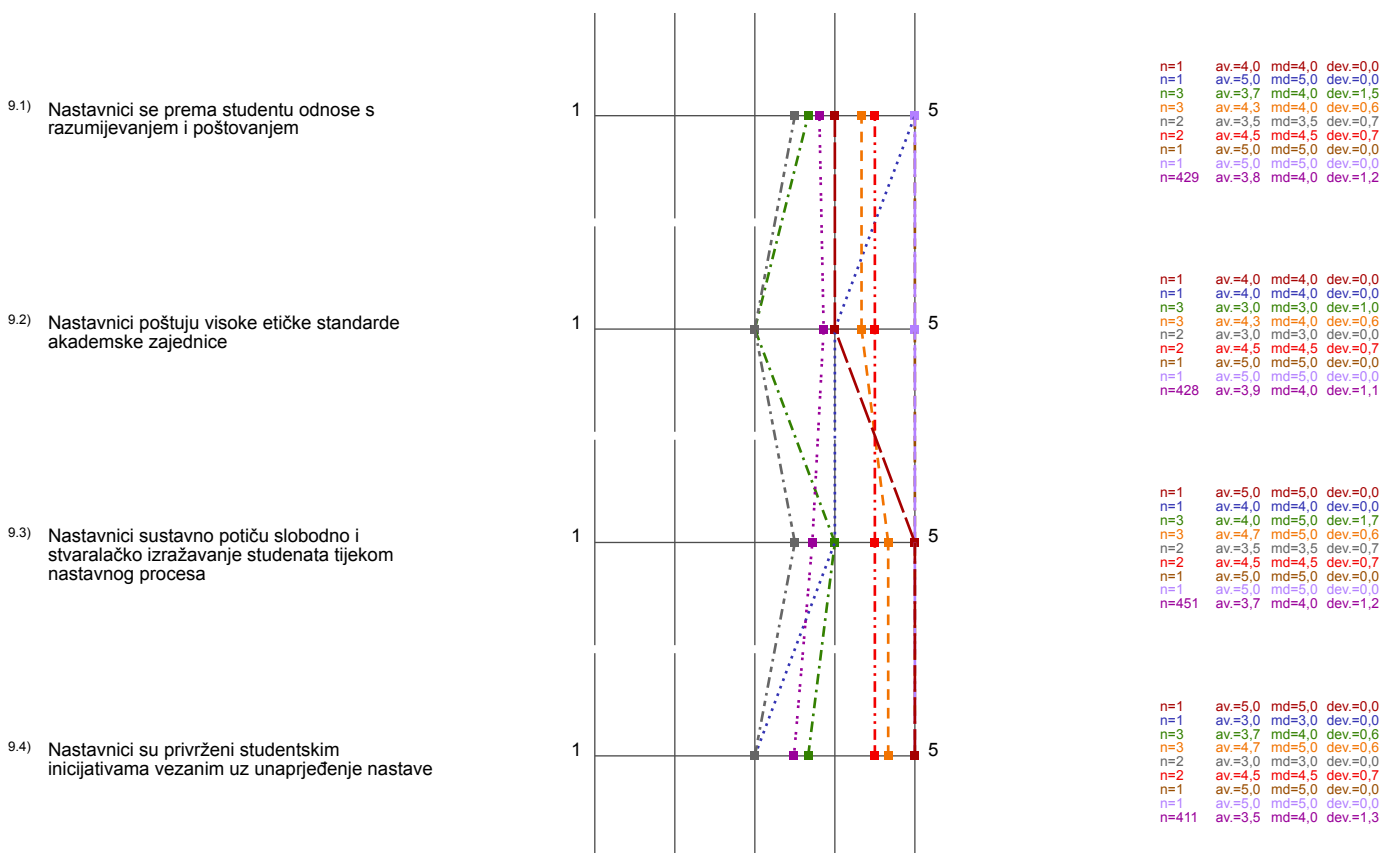 n=1 av.=4,0 md=4,0 dev.=0,0
n=1 av.=5,0 md=5,0 dev.=0,0
n=3 av.=3,7 md=4,0 dev.=1,5
n=3 av.=4,3 md=4,0 dev.=0,6
n=2 av.=3,5 md=3,5 dev.=0,7
n=2 av.=4,5 md=4,5 dev.=0,7
n=1 av.=5,0 md=5,0 dev.=0,0
n=1 av.=5,0 md=5,0 dev.=0,0
n=429 av.=3,8 md=4,0 dev.=1,2
9.1) Nastavnici se prema studentu odnose s
razumijevanjem i poštovanjem
1 5
n=1 av.=4,0 md=4,0 dev.=0,0
n=1 av.=4,0 md=4,0 dev.=0,0
n=3 av.=3,0 md=3,0 dev.=1,0
n=3 av.=4,3 md=4,0 dev.=0,6
n=2 av.=3,0 md=3,0 dev.=0,0
n=2 av.=4,5 md=4,5 dev.=0,7
n=1 av.=5,0 md=5,0 dev.=0,0
n=1 av.=5,0 md=5,0 dev.=0,0
n=428 av.=3,9 md=4,0 dev.=1,1
9.2) Nastavnici poštuju visoke etičke standarde
akademske zajednice
1 5
n=1 av.=5,0 md=5,0 dev.=0,0
n=1 av.=4,0 md=4,0 dev.=0,0
n=3 av.=4,0 md=5,0 dev.=1,7
n=3 av.=4,7 md=5,0 dev.=0,6
n=2 av.=3,5 md=3,5 dev.=0,7
n=2 av.=4,5 md=4,5 dev.=0,7
n=1 av.=5,0 md=5,0 dev.=0,0
n=1 av.=5,0 md=5,0 dev.=0,0
n=451 av.=3,7 md=4,0 dev.=1,2
9.3) Nastavnici sustavno potiču slobodno i
stvaralačko izražavanje studenata tijekom
nastavnog procesa
1 5
n=1 av.=5,0 md=5,0 dev.=0,0
n=1 av.=3,0 md=3,0 dev.=0,0
n=3 av.=3,7 md=4,0 dev.=0,6
n=3 av.=4,7 md=5,0 dev.=0,6
n=2 av.=3,0 md=3,0 dev.=0,0
n=2 av.=4,5 md=4,5 dev.=0,7
n=1 av.=5,0 md=5,0 dev.=0,0
n=1 av.=5,0 md=5,0 dev.=0,0
n=411 av.=3,5 md=4,0 dev.=1,3
9.4) Nastavnici su privrženi studentskim
inicijativama vezanim uz unaprjeđenje nastave
1 5